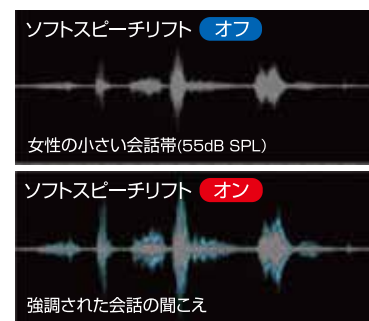 ソフトスピーチリフト オフ
女性の小さい会話帯(55dB SPL)
ソフトスピーチリフト オン
強調された会話の聞こえ